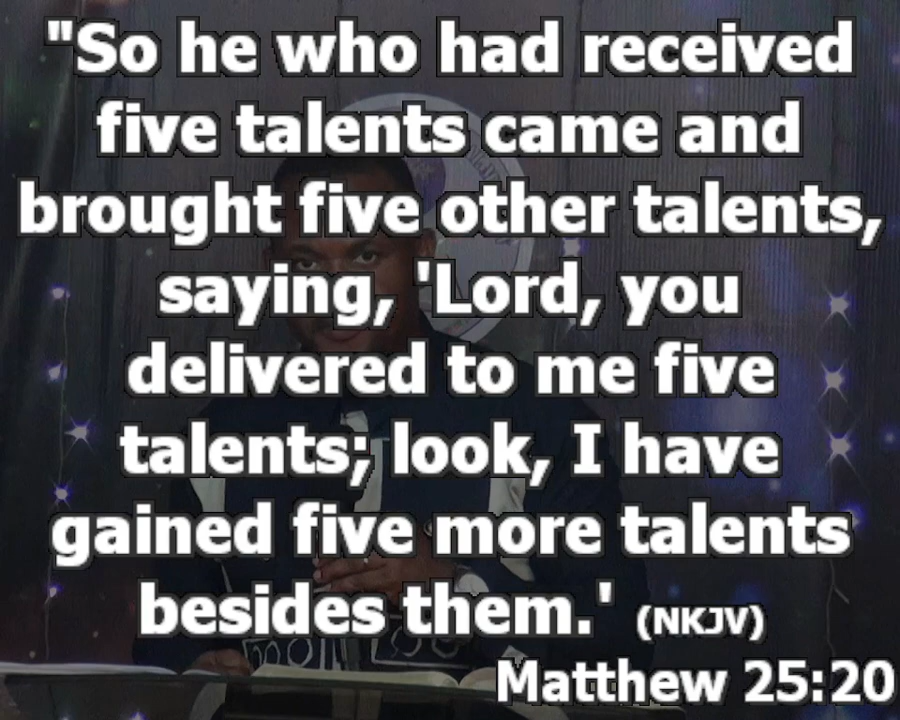 "So he who had received
five talents came and
brought five other talents,
saying, 'Lord, you
delivered to me five
talents; look, I have
gained five more talents
besides them.' (NKJV)
Matthew 25:20